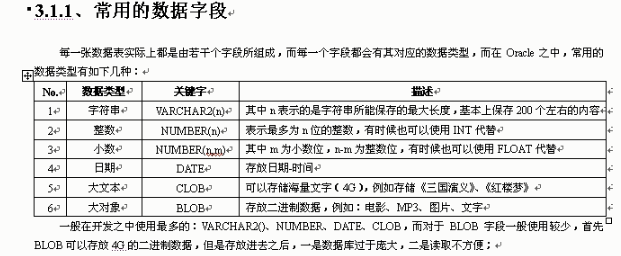 3.1.1、常用的数据字段
每一张数据表实际上都是由若干个字段所组成，而每一个字段都会有其对应的数据类型，而在 Oracle 之中，常用的
数据类型有如下几种：
No. 数据类型 关键字 描述
1 字符串 VARCHAR2(n) 其中 n 表示的是字符串所能保存的最大长度，基本上保存 200 个左右的内容
2 整数 NUMBER(n) 表示最多为 n 位的整数，有时候也可以使用 INT 代替
3 小数 NUMBER(n,m) 其中 m 为小数位，n-m 为整数位，有时候也可以使用 FLOAT 代替
4 日期 DATE 存放日期-时间
5 大文本 CLOB 可以存储海量文字（4G），例如存储《三国演义》、《红楼梦》
6 大对象 BLOB 存放二进制数据，例如：电影、MP3、图片、文字
一般在开发之中使用最多的：VARCHAR2()、NUMBER、DATE、CLOB，而对于 BLOB 字段一般使用较少，首先
BLOB 可以存放 4G 的二进制数据，但是存放进去之后，一是数据库过于庞大，二是读取不方便；